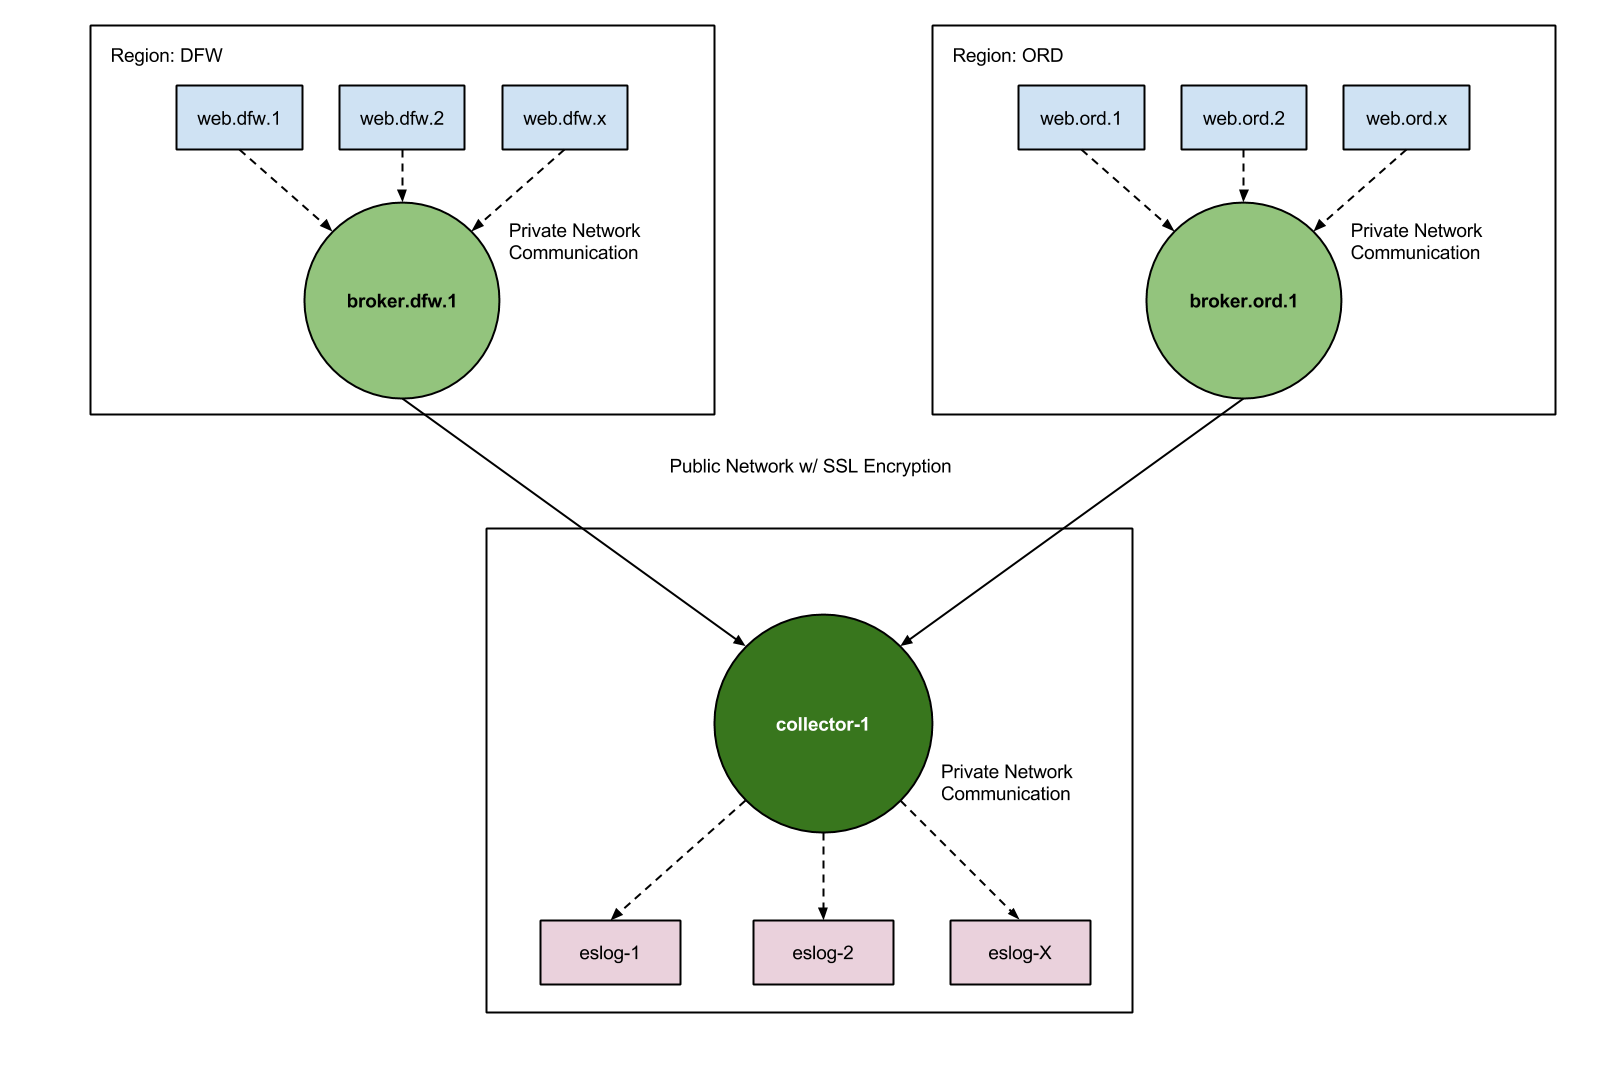 Region: DFW
web.dfw.1
web.dfw.2
web.dfw.x
Private Network
Communication
broker.dfw.1
Region: ORD
web.ord.1
web.ord.2
web.ord.x
Private Network
Communication
broker.ord.1
Public Network w/ SSL Encryption
collector-1
Private Network
Communication
eslog-1
eslog-2
eslog-X